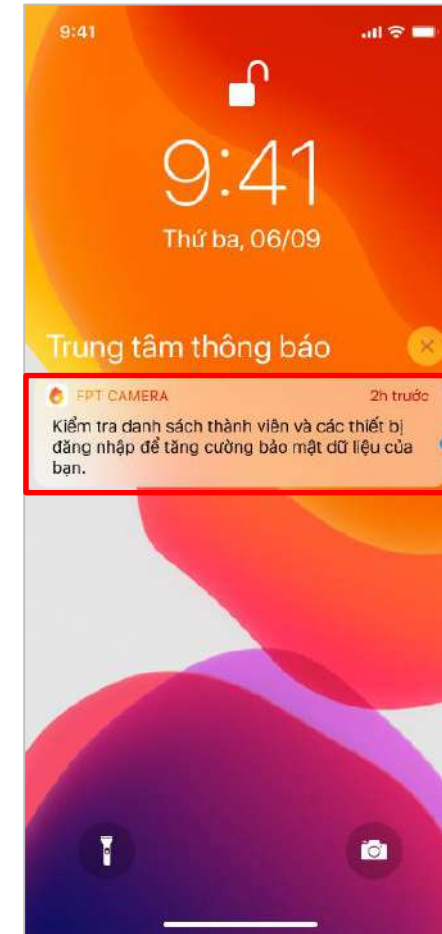 9:41
9:41
Thứ ba, 06/09
Trung tâm thông báo
FPT CAMERA 2h trước
Kiểm tra danh sách thành viên và các thiết bị
đăng nhập để tăng cường bảo mật dữ liệu của
bạn.